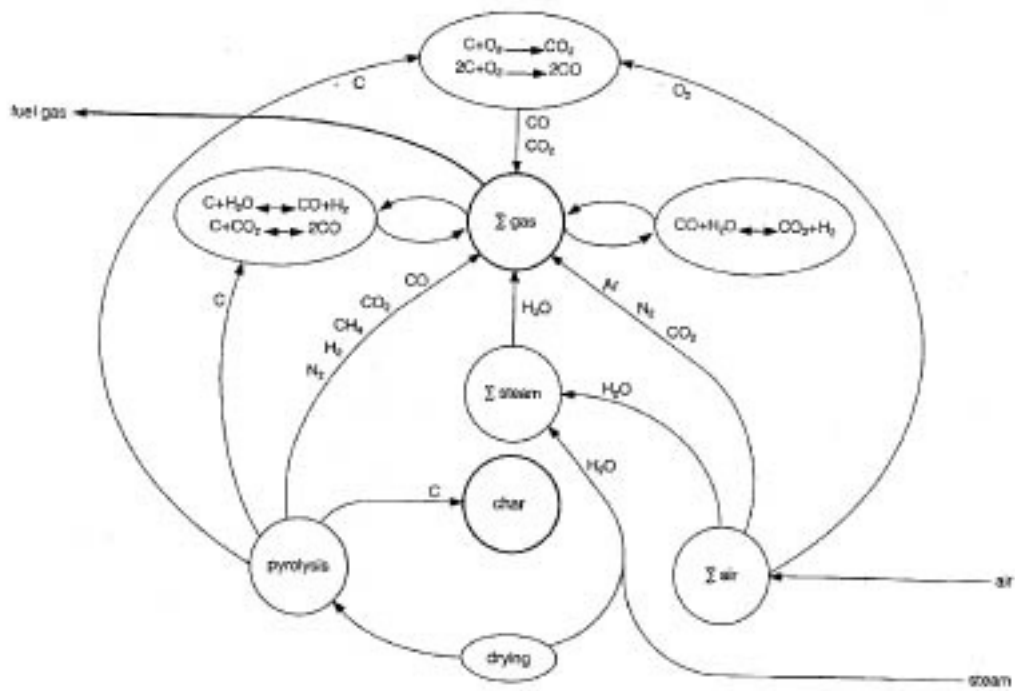 C+O₂ → CO₂
2C+O₂ → 2CO
C
O₂
fuel gas
CO
CO₂
C+H₂O ↔ CO+H₂
C+CO₂ ↔ 2CO
Σ gas
CO+H₂O ↔ CO₂+H₂
C
CO
CO₂
CH₄
H₂
N₂
H₂O
Ar
N₂
CO₂
Σ steam
H₂O
H₂O
C
char
pyrolysis
Σ air
air
drying
steam